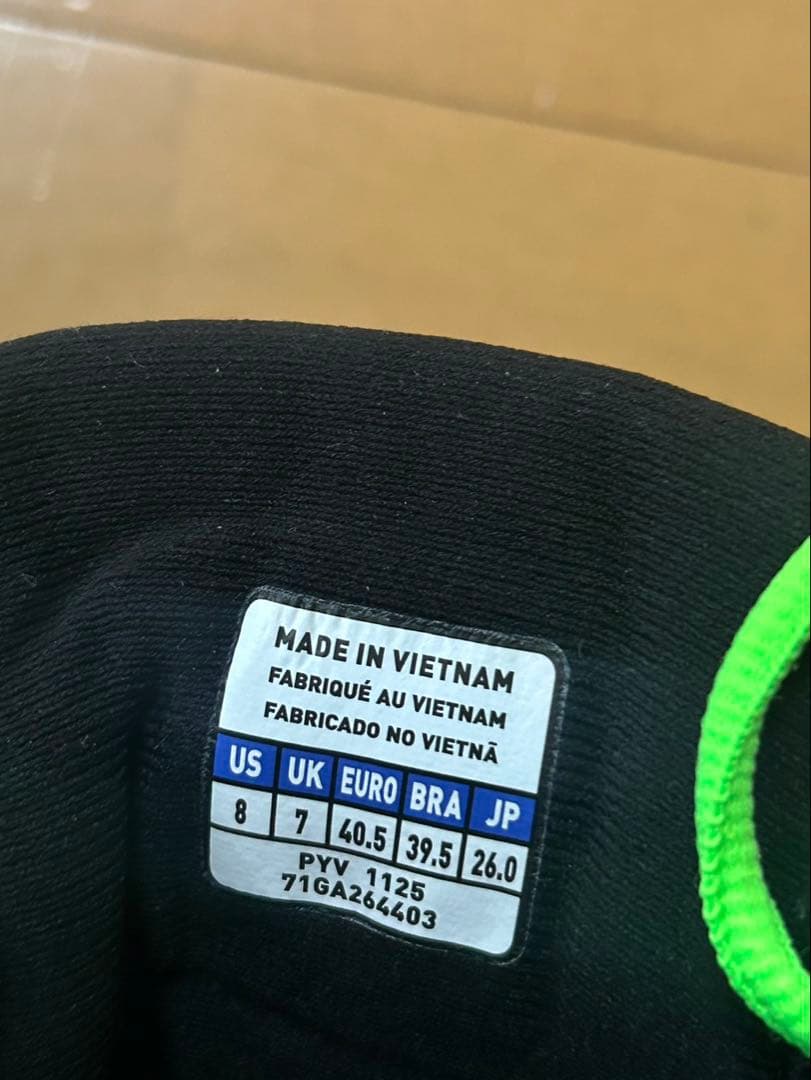 MADE IN VIETNAM
FABRIQUÉ AU VIETNAM
FABRICADO NO VIETNÃ
US UK EURO BRA JP
8 7 40.5 39.5 26.0
PYV 1125
71GA264403